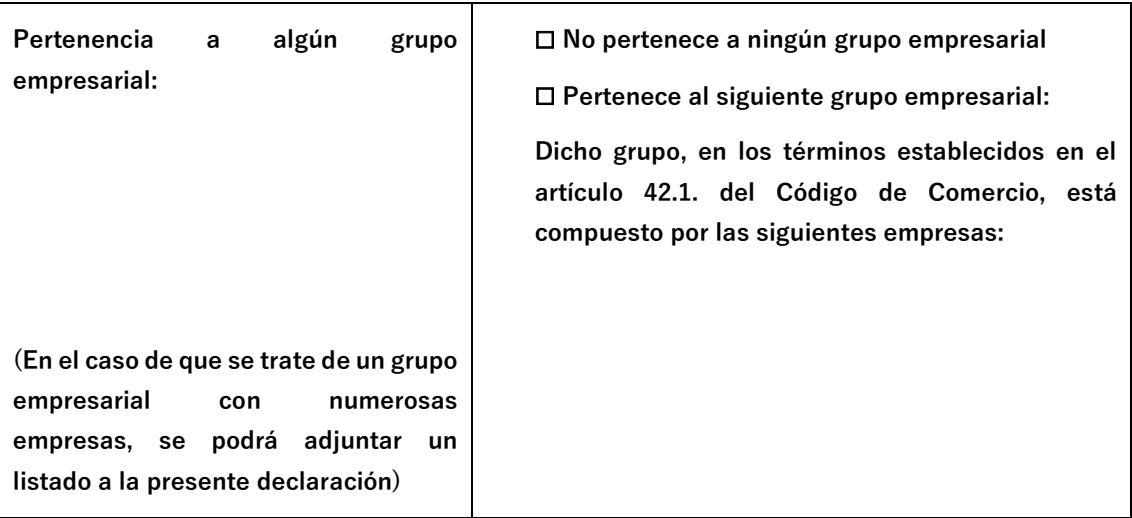 Pertenencia a algún grupo
empresarial:
(En el caso de que se trate de un grupo
empresarial con numerosas
empresas, se podrá adjuntar un
listado a la presente declaración)
☐ No pertenece a ningún grupo empresarial
☐ Pertenece al siguiente grupo empresarial:
Dicho grupo, en los términos establecidos en el
artículo 42.1. del Código de Comercio, está
compuesto por las siguientes empresas: